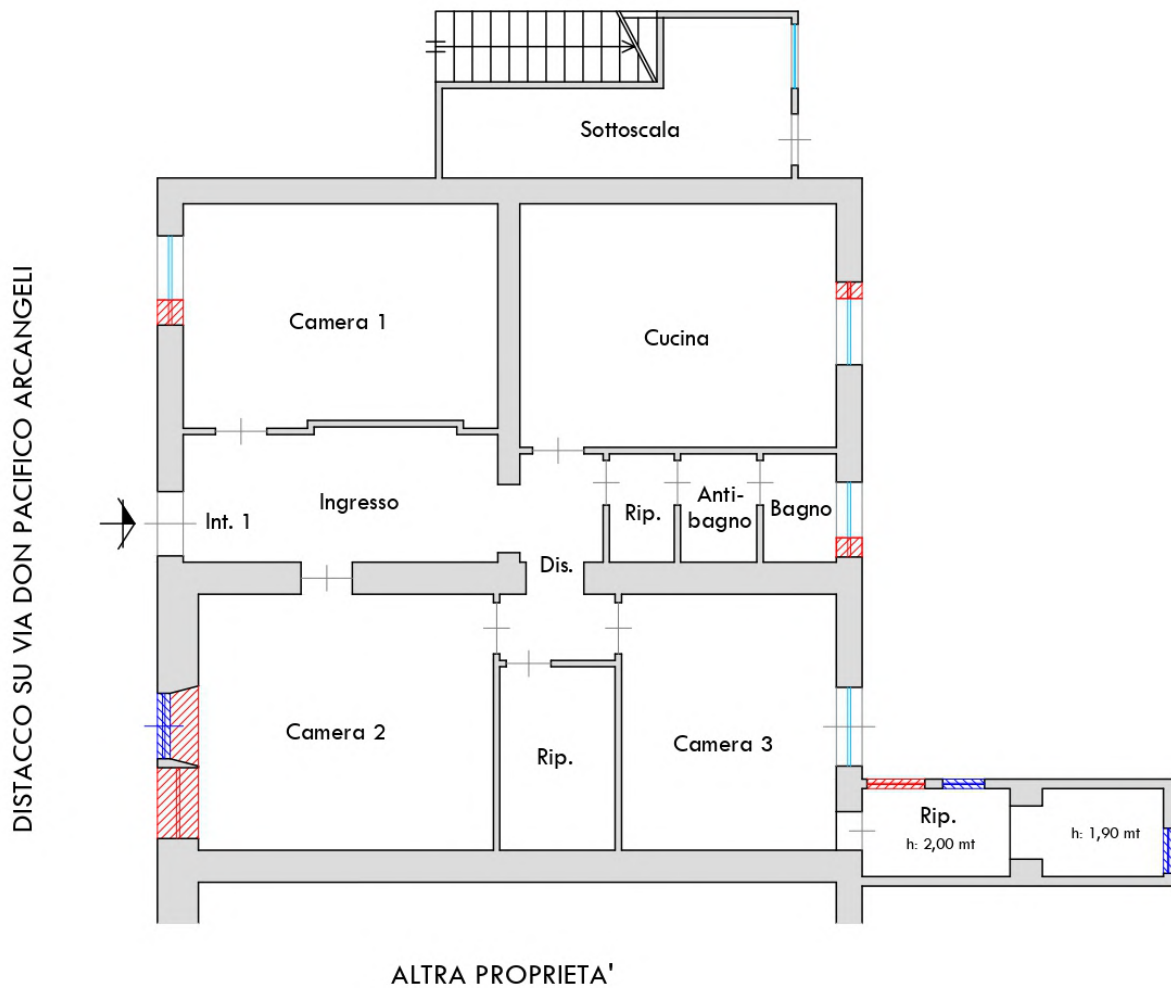 Sottoscala
DISTACCO SU VIA DON PACIFICO ARCANGELI
Camera 1
Cucina
Int. 1
Ingresso
Rip.
Anti-
bagno
Bagno
Dis.
Camera 2
Rip.
Camera 3
Rip.
h: 2,00 mt
h: 1,90 mt
ALTRA PROPRIETA'